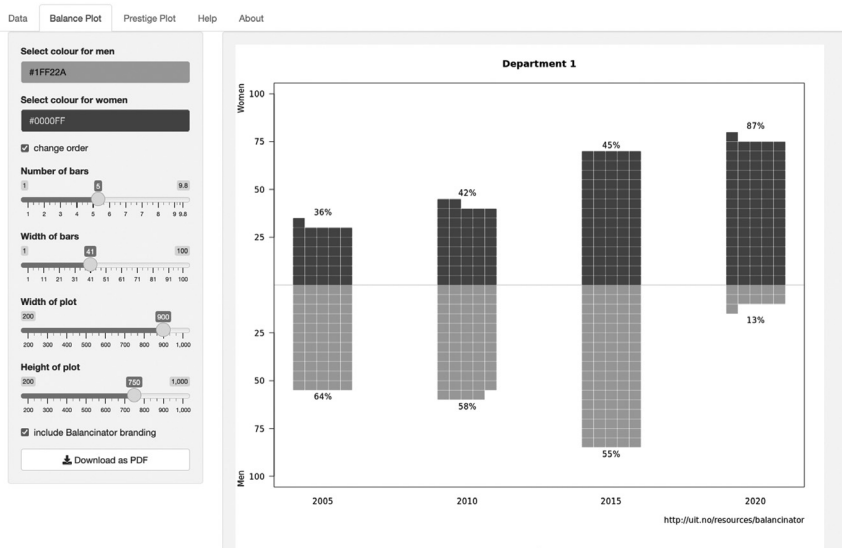 Data Balance Plot Prestige Plot Help About
Select colour for men
#1FF22A
Select colour for women
#0000FF
change order
Number of bars
1 5 9.8
1 2 3 4 5 6 7 7 8 9 9.8
Width of bars
1 41 100
1 11 21 31 41 51 61 71 81 91 100
Width of plot
200 900
200 300 400 500 600 700 800 900 1,000
Height of plot
200 750 1,000
200 300 400 500 600 700 800 900 1,000
include Balancinator branding
Download as PDF
Department 1
Women
100
75
50
25
25
50
75
100
Men
36%
42%
45%
87%
64%
58%
55%
13%
2005 2010 2015 2020
http://uit.no/resources/balancinator